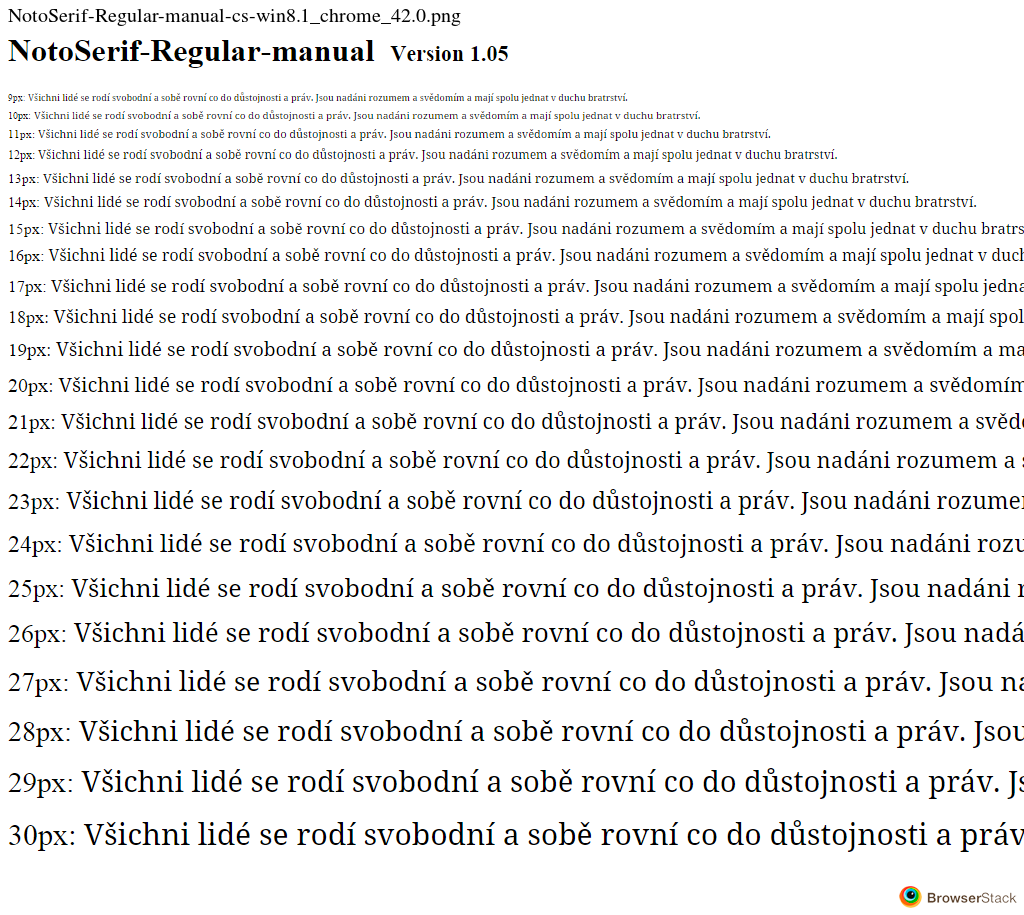 NotoSerif-Regular-manual-cs-win8.1_chrome_42.0.png
NotoSerif-Regular-manual Version 1.05
9px: Všichni lidé se rodí svobodní a sobě rovní co do důstojnosti a práv. Jsou nadáni rozumem a svědomím a mají spolu jednat v duchu bratrství.
10px: Všichni lidé se rodí svobodní a sobě rovní co do důstojnosti a práv. Jsou nadáni rozumem a svědomím a mají spolu jednat v duchu bratrství.
11px: Všichni lidé se rodí svobodní a sobě rovní co do důstojnosti a práv. Jsou nadáni rozumem a svědomím a mají spolu jednat v duchu bratrství.
12px: Všichni lidé se rodí svobodní a sobě rovní co do důstojnosti a práv. Jsou nadáni rozumem a svědomím a mají spolu jednat v duchu bratrství.
13px: Všichni lidé se rodí svobodní a sobě rovní co do důstojnosti a práv. Jsou nadáni rozumem a svědomím a mají spolu jednat v duchu bratrství.
14px: Všichni lidé se rodí svobodní a sobě rovní co do důstojnosti a práv. Jsou nadáni rozumem a svědomím a mají spolu jednat v duchu bratrství.
15px: Všichni lidé se rodí svobodní a sobě rovní co do důstojnosti a práv. Jsou nadáni rozumem a svědomím a mají spolu jednat v duchu bratrs
16px: Všichni lidé se rodí svobodní a sobě rovní co do důstojnosti a práv. Jsou nadáni rozumem a svědomím a mají spolu jednat v duch
17px: Všichni lidé se rodí svobodní a sobě rovní co do důstojnosti a práv. Jsou nadáni rozumem a svědomím a mají spolu jedna
18px: Všichni lidé se rodí svobodní a sobě rovní co do důstojnosti a práv. Jsou nadáni rozumem a svědomím a mají spol
19px: Všichni lidé se rodí svobodní a sobě rovní co do důstojnosti a práv. Jsou nadáni rozumem a svědomím a ma
20px: Všichni lidé se rodí svobodní a sobě rovní co do důstojnosti a práv. Jsou nadáni rozumem a svědomím
21px: Všichni lidé se rodí svobodní a sobě rovní co do důstojnosti a práv. Jsou nadáni rozumem a svědo
22px: Všichni lidé se rodí svobodní a sobě rovní co do důstojnosti a práv. Jsou nadáni rozumem a s
23px: Všichni lidé se rodí svobodní a sobě rovní co do důstojnosti a práv. Jsou nadáni rozumem
24px: Všichni lidé se rodí svobodní a sobě rovní co do důstojnosti a práv. Jsou nadáni rozu
25px: Všichni lidé se rodí svobodní a sobě rovní co do důstojnosti a práv. Jsou nadáni r
26px: Všichni lidé se rodí svobodní a sobě rovní co do důstojnosti a práv. Jsou nadá
27px: Všichni lidé se rodí svobodní a sobě rovní co do důstojnosti a práv. Jsou na
28px: Všichni lidé se rodí svobodní a sobě rovní co do důstojnosti a práv. Jsou
29px: Všichni lidé se rodí svobodní a sobě rovní co do důstojnosti a práv. Js
30px: Všichni lidé se rodí svobodní a sobě rovní co do důstojnosti a práv
BrowserStack